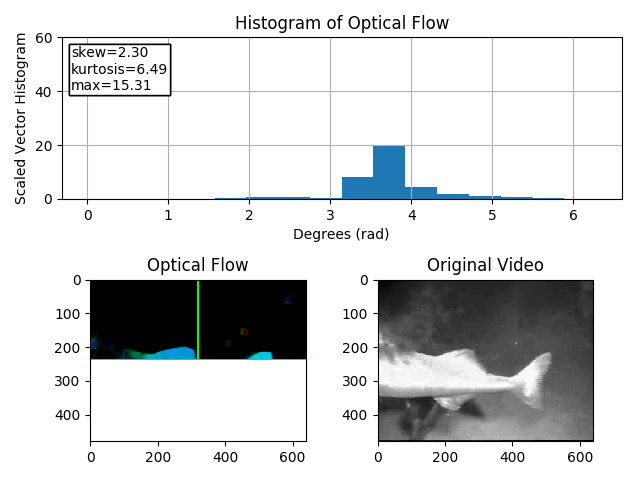 Histogram of Optical Flow
Scaled Vector Histogram
60
40
20
0
skew=2.30
kurtosis=6.49
max=15.31
0 1 2 3 4 5 6
Degrees (rad)
Optical Flow
0
100
200
300
400
0 200 400 600
Original Video
0
100
200
300
400
0 200 400 600